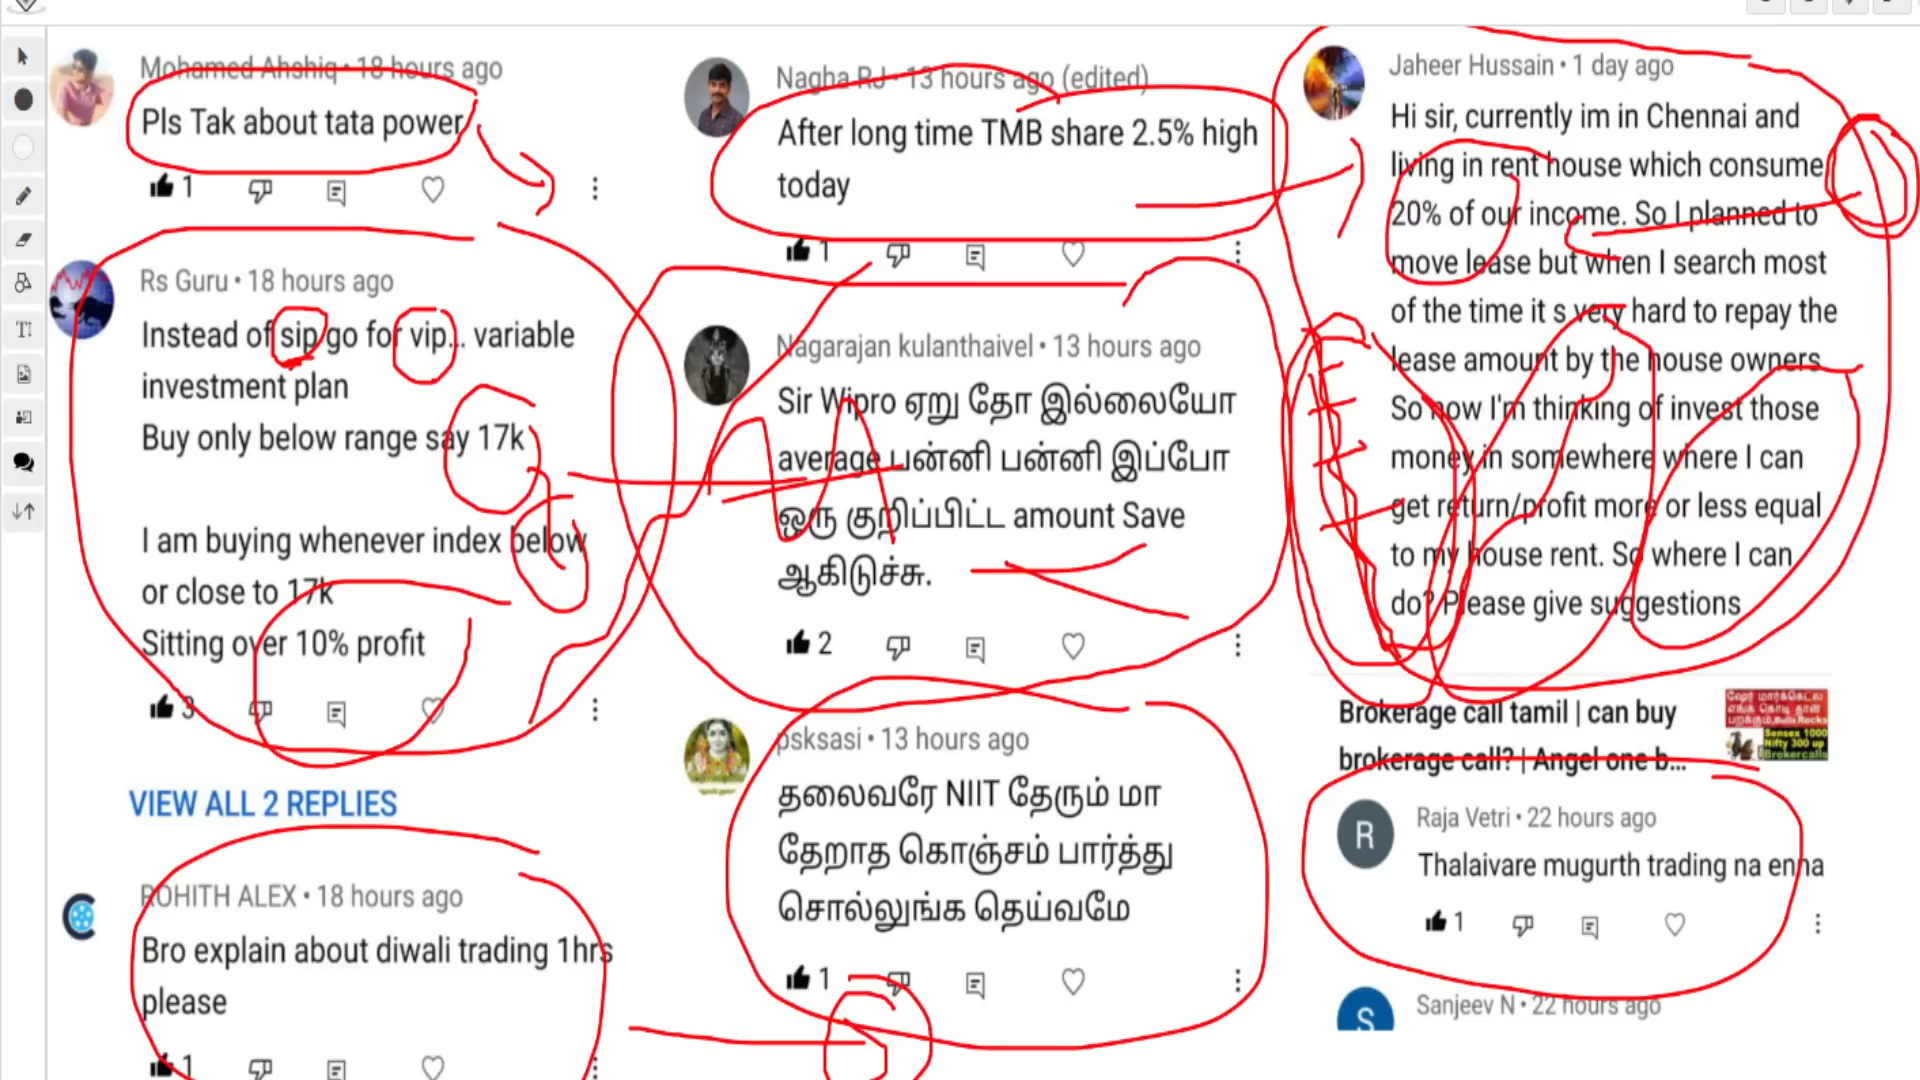 Mohamed Ahshiq • 18 hours ago
Pls Tak about tata power
1
Rs Guru • 18 hours ago
Instead of sip go for vip... variable
investment plan
Buy only below range say 17k
I am buying whenever index below
or close to 17k
Sitting over 10% profit
3
VIEW ALL 2 REPLIES
ROHITH ALEX • 18 hours ago
Bro explain about diwali trading 1hrs
please
1
Nagha RJ • 13 hours ago (edited)
After long time TMB share 2.5% high
today
1
Nagarajan kulanthaivel • 13 hours ago
Sir Wipro ஏறு தோ இல்லையோ
average பன்னி பன்னி இப்போ
ஒரு குறிப்பிட்ட amount Save
ஆகிடுச்சு.
2
psksasi • 13 hours ago
தலைவரே NIIT தேரும் மா
தேறாத கொஞ்சம் பார்த்து
சொல்லுங்க தெய்வமே
1
Jaheer Hussain • 1 day ago
Hi sir, currently im in Chennai and
living in rent house which consume
20% of our income. So I planned to
move lease but when I search most
of the time it s very hard to repay the
lease amount by the house owners
So now I'm thinking of invest those
money in somewhere where I can
get return/profit more or less equal
to my house rent. So where I can
do? Please give suggestions
Brokerage call tamil | can buy
brokerage call? | Angel one b...
Sensex 1000
Nifty 300 up
Brokercalls
R
Raja Vetri • 22 hours ago
Thalaivare mugurth trading na enna
1
S
Sanjeev N • 22 hours ago